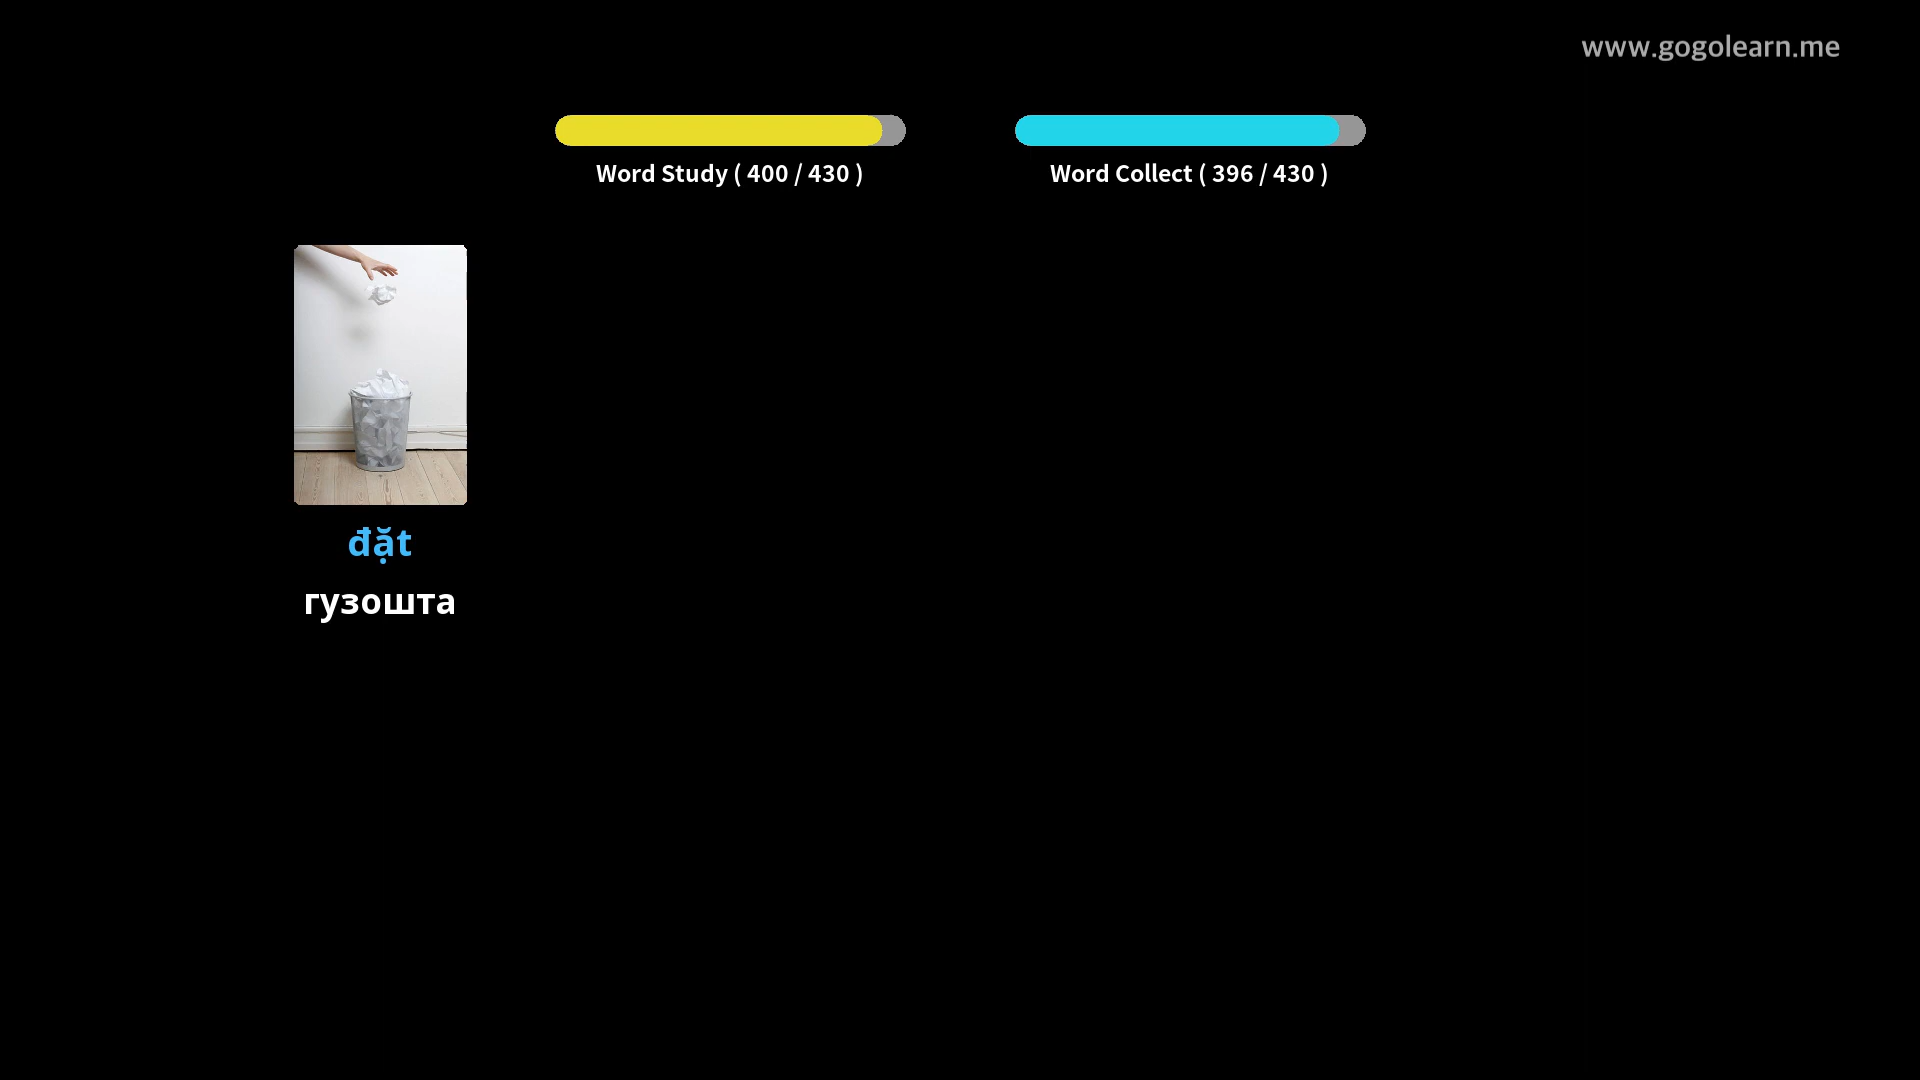 www.gogolearn.me
Word Study ( 400 / 430 )
Word Collect ( 396 / 430 )
đặt
гузошта